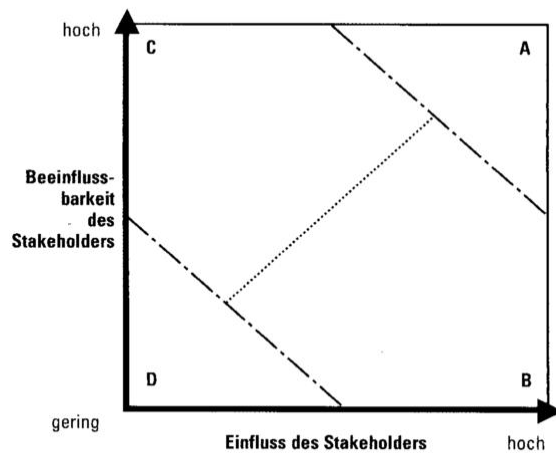 hoch
C
A
Beeinfluss-
barkeit
des
Stakeholders
D
B
gering
Einfluss des Stakeholders
hoch